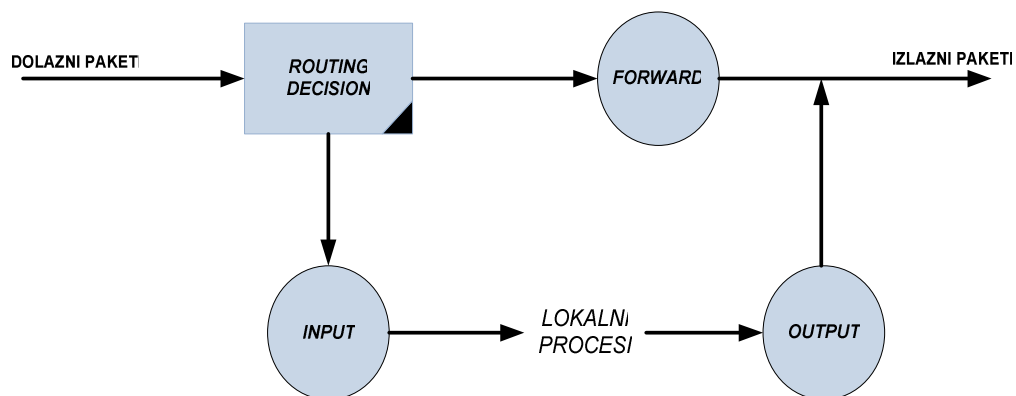 DOLAZNI PAKETI
IZLAZNI PAKETI
ROUTING
DECISION
FORWARD
INPUT
LOKALNI
PROCESI
OUTPUT